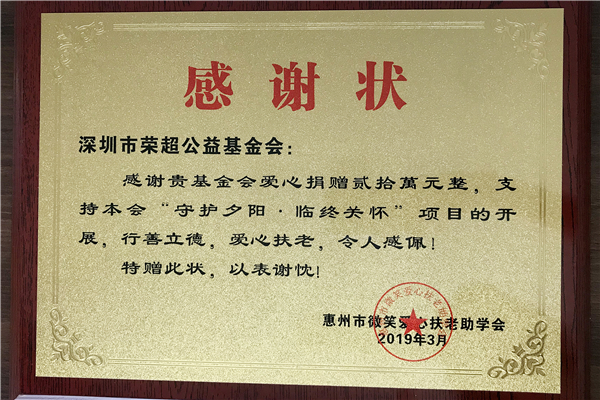 感谢状
深圳市荣超公益基金会：
感谢贵基金会爱心捐赠贰拾萬元整，支
持本会“守护夕阳·临终关怀”项目的开
展，行善立德，爱心扶老，令人感佩！
特赠此状，以表谢忱！
惠州市微笑爱心扶老助学会
2019年3月